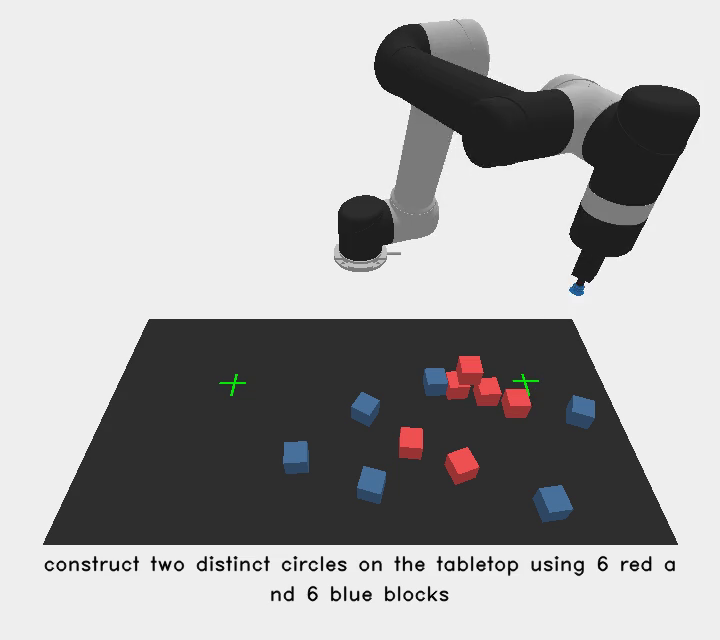 construct two distinct circles on the tabletop using 6 red a
nd 6 blue blocks